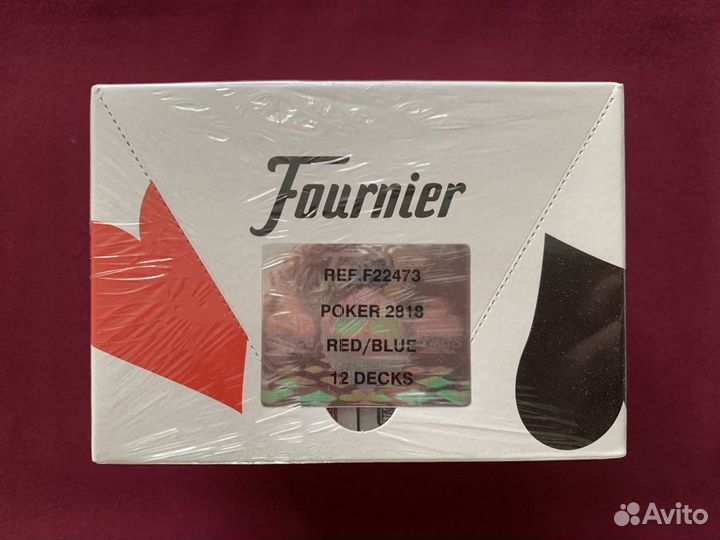 Fournier
REF.F22473
POKER 2818
RED/BLUE
12 DECKS
Avito